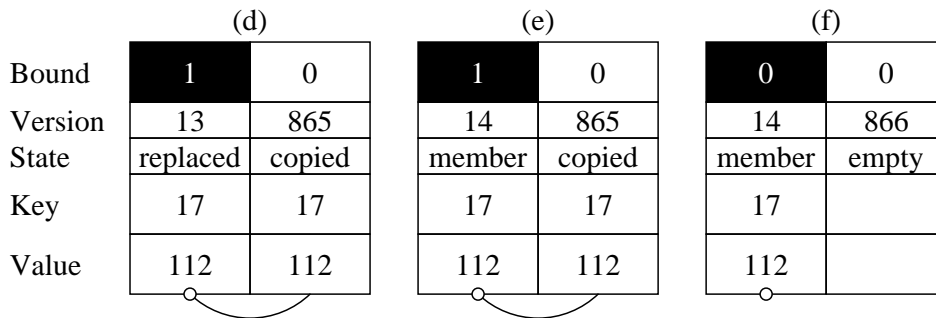 (d) (e) (f)
Bound 1 0 1 0 0 0
Version 13 865 14 865 14 866
State replaced copied member copied member empty
Key 17 17 17 17 17
Value 112 112 112 112 112